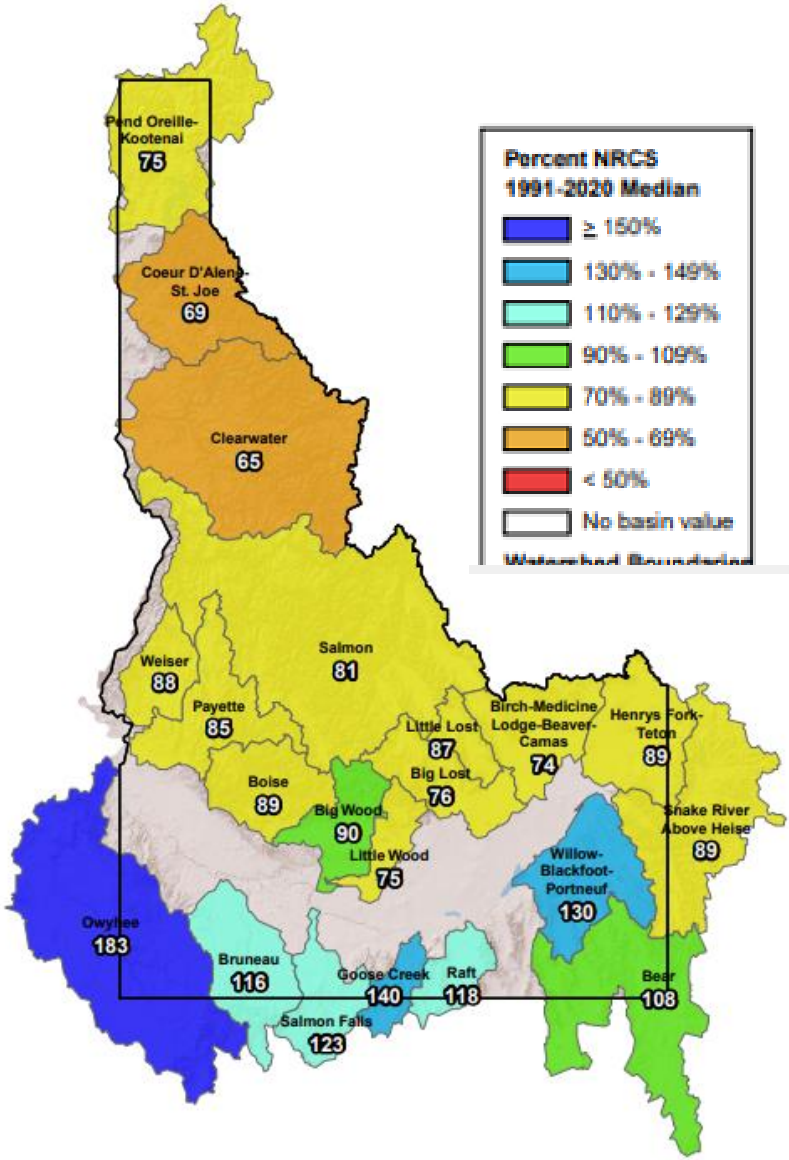 Pend Oreille-
Kootenai
75
Percent NRCS
1991-2020 Median
≥ 150%
130% - 149%
110% - 129%
90% - 109%
70% - 89%
50% - 69%
< 50%
No basin value
Watershed Boundaries
Coeur D'Alene-
St. Joe
69
Clearwater
65
Salmon
81
Weiser
88
Payette
85
Little Lost
87
Birch-Medicine
Lodge-Beaver-
Camas
74
Henrys Fork-
Teton
89
Boise
89
Big Lost
76
Big Wood
90
Little Wood
75
Snake River
Above Heise
89
Willow-
Blackfoot-
Portneuf
130
Owyhee
183
Bruneau
116
Goose Creek
140
Raft
118
Bear
108
Salmon Falls
123